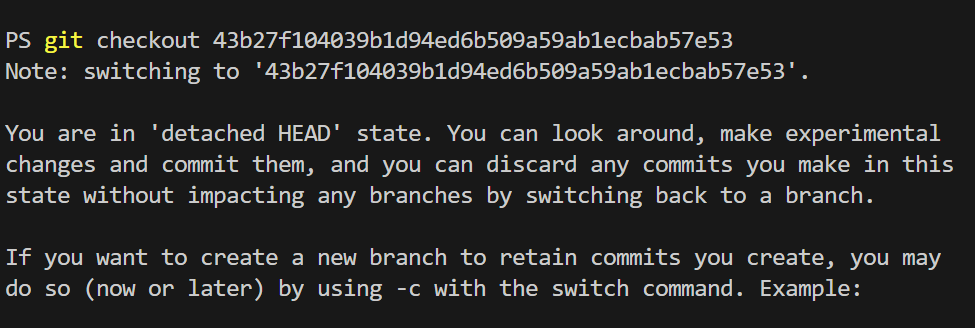 PS git checkout 43b27f104039b1d94ed6b509a59ab1ecbab57e53
Note: switching to '43b27f104039b1d94ed6b509a59ab1ecbab57e53'.
You are in 'detached HEAD' state. You can look around, make experimental
changes and commit them, and you can discard any commits you make in this
state without impacting any branches by switching back to a branch.
If you want to create a new branch to retain commits you create, you may
do so (now or later) by using -c with the switch command. Example: